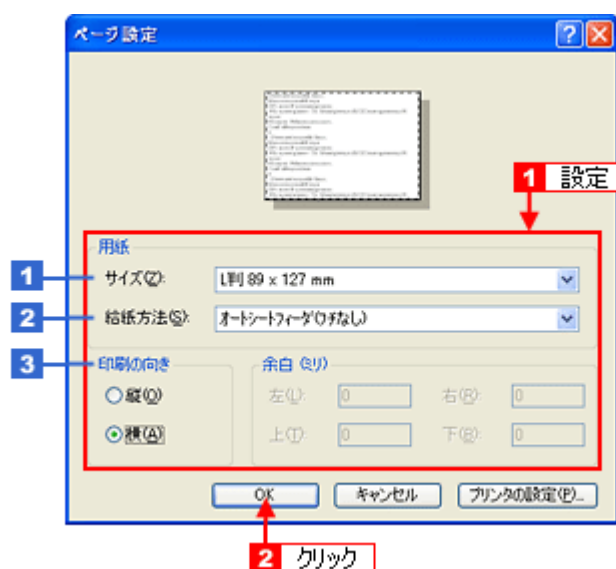 ページ設定
1 設定
用紙
1 サイズ(Z): L判 89 x 127 mm
2 給紙方法(S): オートシートフィーダ(フチなし)
3 印刷の向き
縦(O)
横(A)
余白 (ミリ)
左(L): 0 右(R): 0
上(T): 0 下(B): 0
OK キャンセル プリンタの設定(P)...
2 クリック